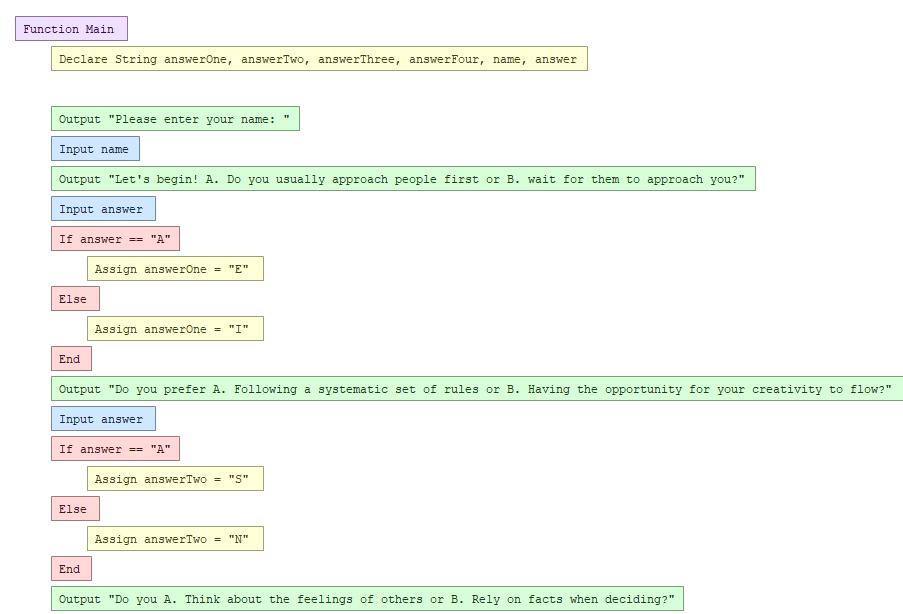 Function Main
Declare String answerOne, answerTwo, answerThree, answerFour, name, answer
Output "Please enter your name: "
Input name
Output "Let's begin! A. Do you usually approach people first or B. wait for them to approach you?"
Input answer
If answer == "A"
Assign answerOne = "E"
Else
Assign answerOne = "I"
End
Output "Do you prefer A. Following a systematic set of rules or B. Having the opportunity for your creativity to flow?"
Input answer
If answer == "A"
Assign answerTwo = "S"
Else
Assign answerTwo = "N"
End
Output "Do you A. Think about the feelings of others or B. Rely on facts when deciding?"